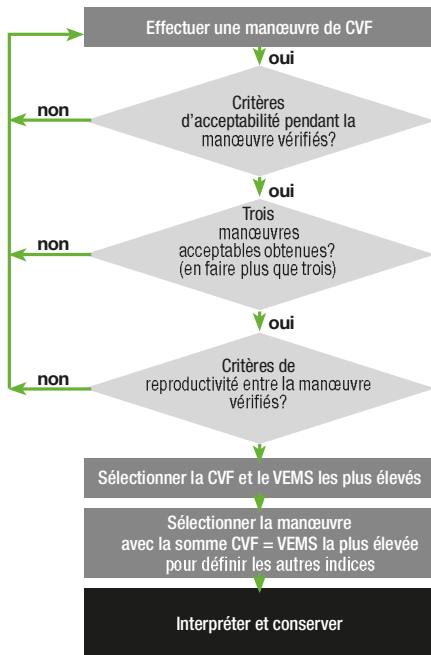 Effectuer une manœuvre de CVF
oui
non
Critères
d'acceptabilité pendant la
manœuvre vérifiés?
oui
non
Trois
manœuvres
acceptables obtenues?
(en faire plus que trois)
oui
non
Critères de
reproductivité entre la manœuvre
vérifiés?
Sélectionner la CVF et le VEMS les plus élevés
Sélectionner la manœuvre
avec la somme CVF = VEMS la plus élevée
pour définir les autres indices
Interpréter et conserver